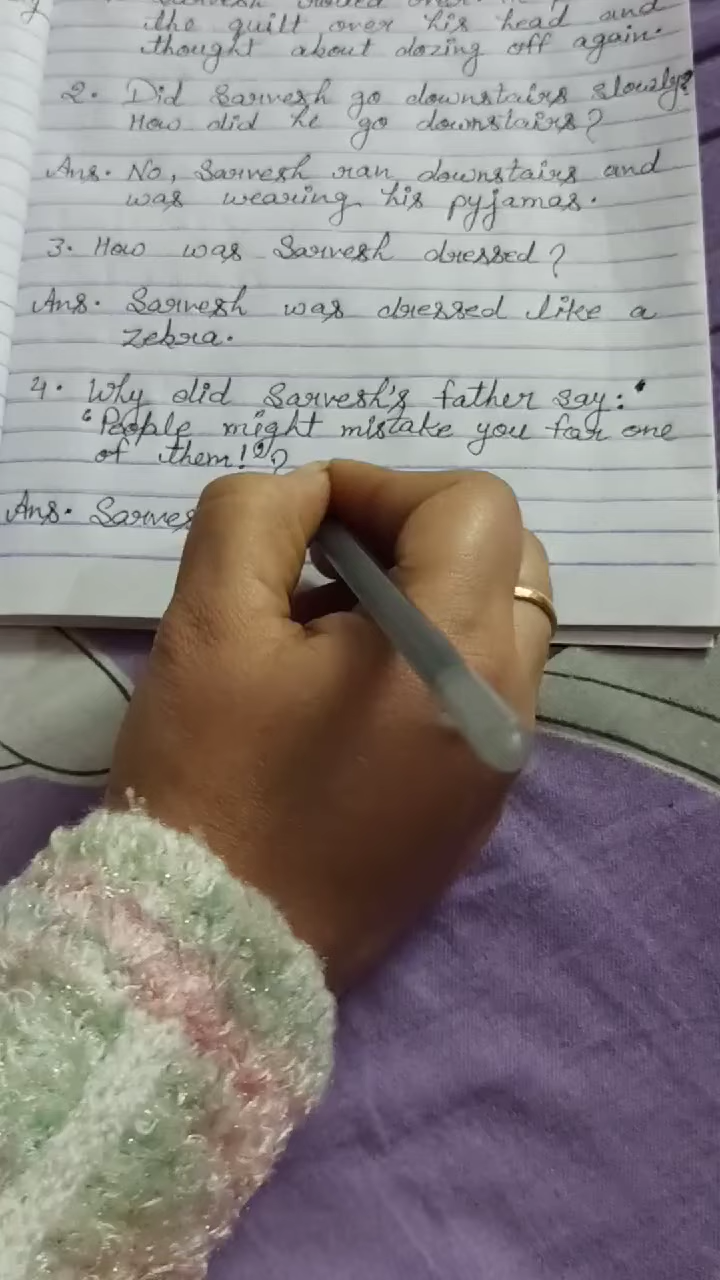 the quilt over his head and
thought about dozing off again.
2. Did Sarvesh go downstairs slowly?
How did he go downstairs?
Ans. No, Sarvesh ran downstairs and
was wearing his pyjamas.
3. How was Sarvesh dressed?
Ans. Sarvesh was dressed like a
zebra.
4. Why did Sarvesh's father say:"
"People might mistake you for one
of them!"?
Ans. Sarves